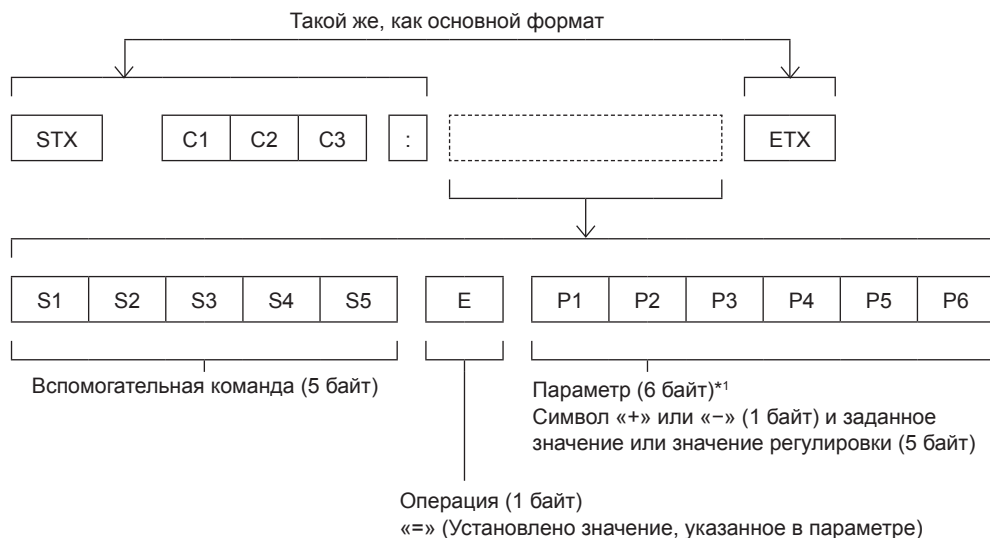 Такой же, как основной формат
STX C1 C2 C3 : ETX
S1 S2 S3 S4 S5 E P1 P2 P3 P4 P5 P6
Вспомогательная команда (5 байт)
Параметр (6 байт)*1
Символ «+» или «−» (1 байт) и заданное
значение или значение регулировки (5 байт)
Операция (1 байт)
«=» (Установлено значение, указанное в параметре)